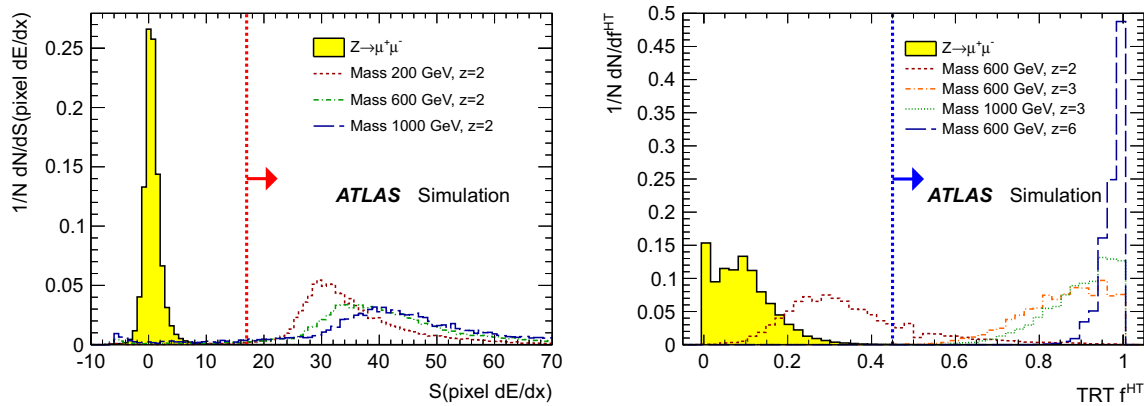 1/N dN/dS(pixel dE/dx)
0.25
0.2
0.15
0.1
0.05
0
Z→μ⁺μ⁻
Mass 200 GeV, z=2
Mass 600 GeV, z=2
Mass 1000 GeV, z=2
ATLAS Simulation
-10 0 10 20 30 40 50 60 70
S(pixel dE/dx)
1/N dN/df^HT
0.5
0.45
0.4
0.35
0.3
0.25
0.2
0.15
0.1
0.05
0
Z→μ⁺μ⁻
Mass 600 GeV, z=2
Mass 600 GeV, z=3
Mass 1000 GeV, z=3
Mass 600 GeV, z=6
ATLAS Simulation
0 0.2 0.4 0.6 0.8 1
TRT f^HT